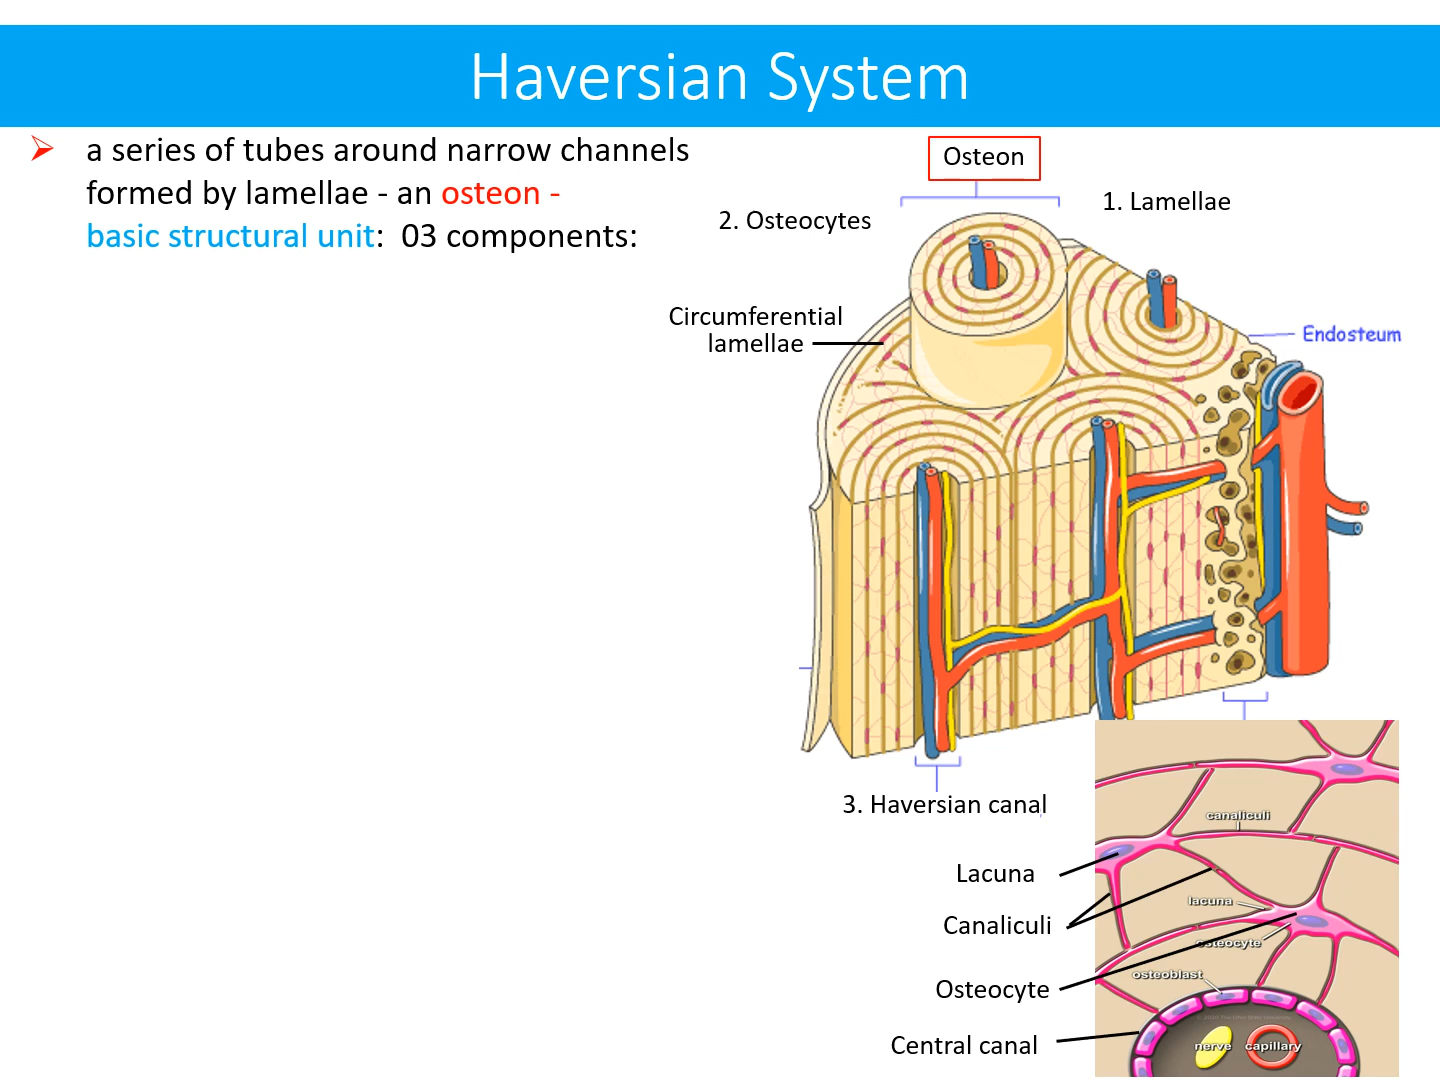 Haversian System
➢ a series of tubes around narrow channels
formed by lamellae - an osteon -
basic structural unit:  03 components:
Osteon
1. Lamellae
2. Osteocytes
Circumferential
lamellae
Endosteum
3. Haversian canal
canaliculi
Lacuna
lacuna
Canaliculi
osteocyte
osteoblast
Osteocyte
Central canal
nerve
capillary